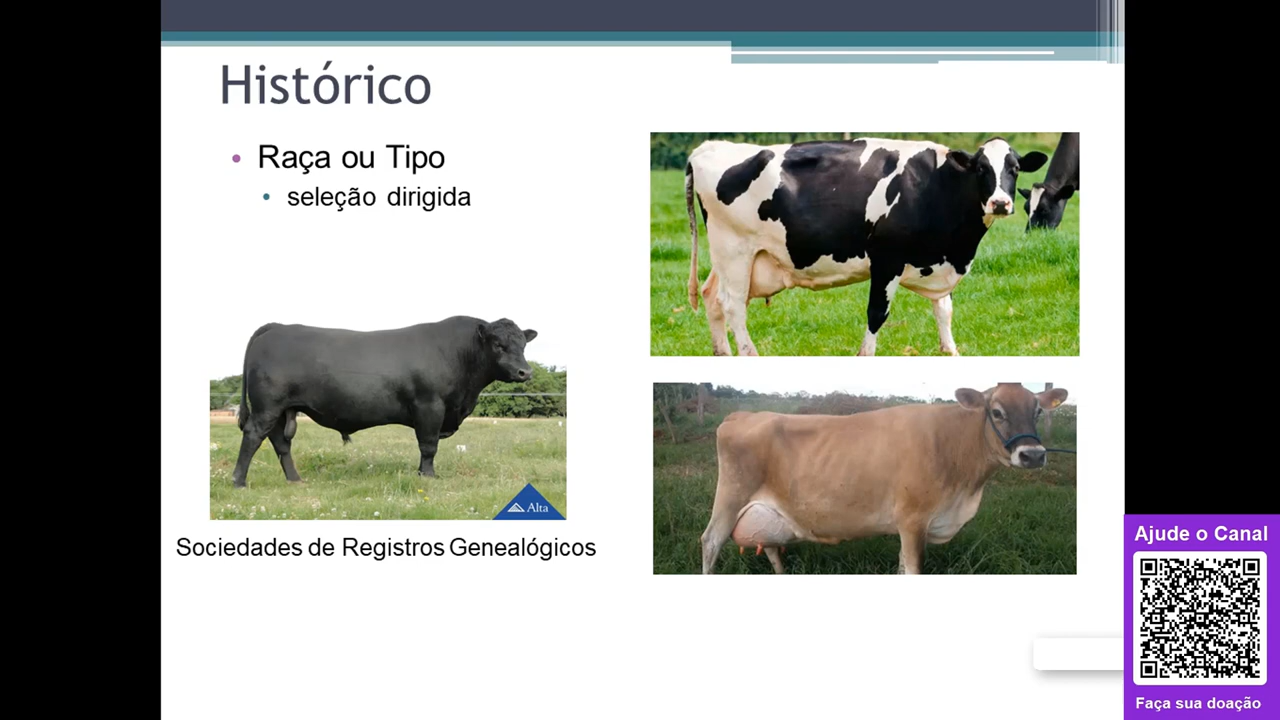 Histórico
Raça ou Tipo
seleção dirigida
Alta
Sociedades de Registros Genealógicos
Ajude o Canal
Faça sua doação